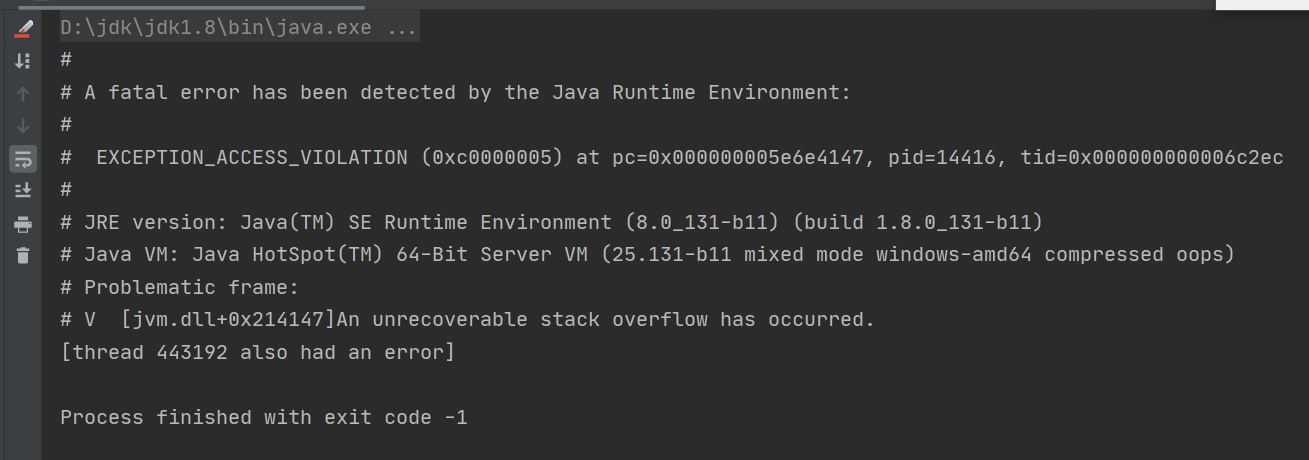 D:\jdk\jdk1.8\bin\java.exe ...
#
# A fatal error has been detected by the Java Runtime Environment:
#
#  EXCEPTION_ACCESS_VIOLATION (0xc0000005) at pc=0x000000005e6e4147, pid=14416, tid=0x000000000006c2ec
#
# JRE version: Java(TM) SE Runtime Environment (8.0_131-b11) (build 1.8.0_131-b11)
# Java VM: Java HotSpot(TM) 64-Bit Server VM (25.131-b11 mixed mode windows-amd64 compressed oops)
# Problematic frame:
# V  [jvm.dll+0x214147]An unrecoverable stack overflow has occurred.
[thread 443192 also had an error]
Process finished with exit code -1